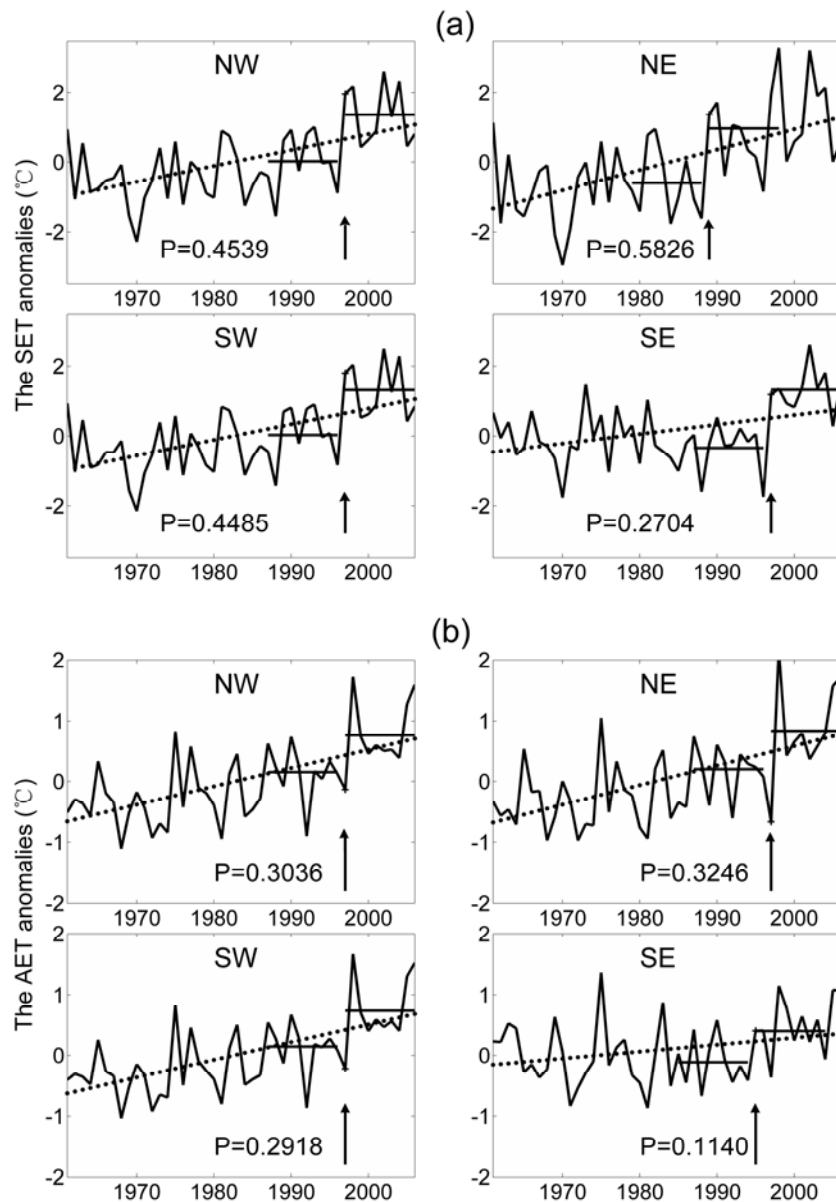 (a)
The SET anomalies (℃)
NW
NE
2
0
-2
2
0
-2
P=0.4539
P=0.5826
1970 1980 1990 2000
1970 1980 1990 2000
SW
SE
2
0
-2
2
0
-2
P=0.4485
P=0.2704
1970 1980 1990 2000
1970 1980 1990 2000
(b)
The AET anomalies (℃)
NW
NE
2
1
0
-1
-2
2
1
0
-1
-2
P=0.3036
P=0.3246
1970 1980 1990 2000
1970 1980 1990 2000
SW
SE
2
1
0
-1
-2
2
1
0
-1
-2
P=0.2918
P=0.1140
1970 1980 1990 2000
1970 1980 1990 2000